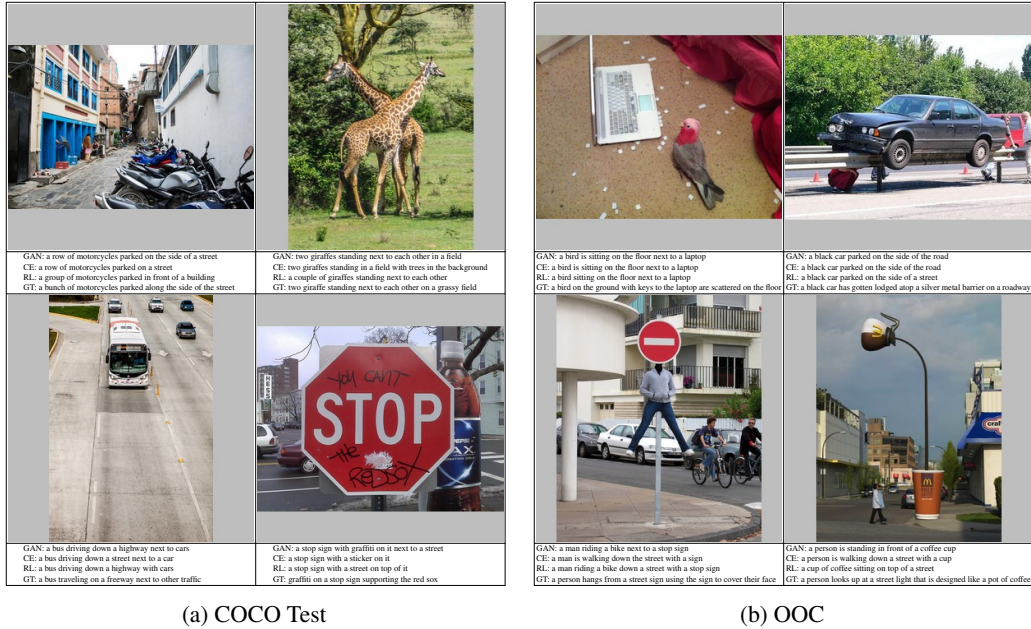 GAN: a row of motorcycles parked on the side of a street
CE: a row of motorcycles parked on a street
RL: a group of motorcycles parked in front of a building
GT: a bunch of motorcycles parked along the side of the street
GAN: two giraffes standing next to each other in a field
CE: two giraffes standing in a field with trees in the background
RL: a couple of giraffes standing next to each other
GT: two giraffe standing next to each other on a grassy field
YOU CAN'T
STOP
the
REDSOX
HESS
PEPSI
AX
GAN: a bus driving down a highway next to cars
CE: a bus driving down a street next to a car
RL: a bus driving down a highway with cars
GT: a bus traveling on a freeway next to other traffic
GAN: a stop sign with graffiti on it next to a street
CE: a stop sign with a sticker on it
RL: a stop sign with a street on top of it
GT: graffiti on a stop sign supporting the red sox
(a) COCO Test
GAN: a bird is sitting on the floor next to a laptop
CE: a bird is sitting on the floor next to a laptop
RL: a bird sitting on the floor next to a laptop
GT: a bird on the ground with keys to the laptop are scattered on the floor
GAN: a black car parked on the side of the road
CE: a black car parked on the side of the road
RL: a black car parked on the side of a street
GT: a black car has gotten lodged atop a silver metal barrier on a roadway
craf
M
GAN: a man riding a bike next to a stop sign
CE: a man is walking down the street with a sign
RL: a man riding a bike down a street with a stop sign
GT: a person hangs from a street sign using the sign to cover their face
GAN: a person is standing in front of a coffee cup
CE: a person is walking down a street with a cup
RL: a cup of coffee sitting on top of a street
GT: a person looks up at a street light that is designed like a pot of coffee
(b) OOC